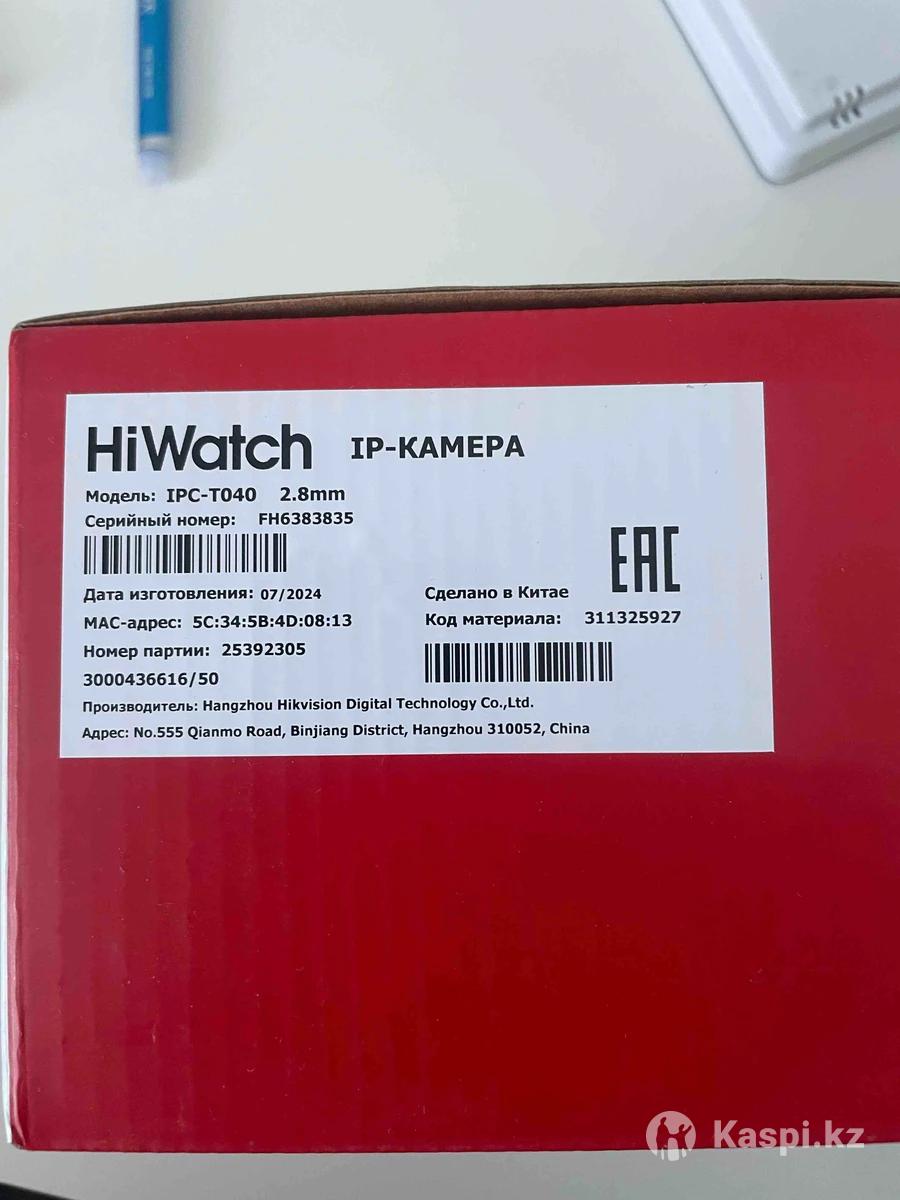 HiWatch IP-КАМЕРА
Модель: IPC-T040 2.8mm
Серийный номер: FH6383835
EAC
Дата изготовления: 07/2024
Сделано в Китае
MAC-адрес: 5C:34:5B:4D:08:13
Код материала: 311325927
Номер партии: 25392305
3000436616/50
Производитель: Hangzhou Hikvision Digital Technology Co.,Ltd.
Адрес: No.555 Qianmo Road, Binjiang District, Hangzhou 310052, China
Kaspi.kz